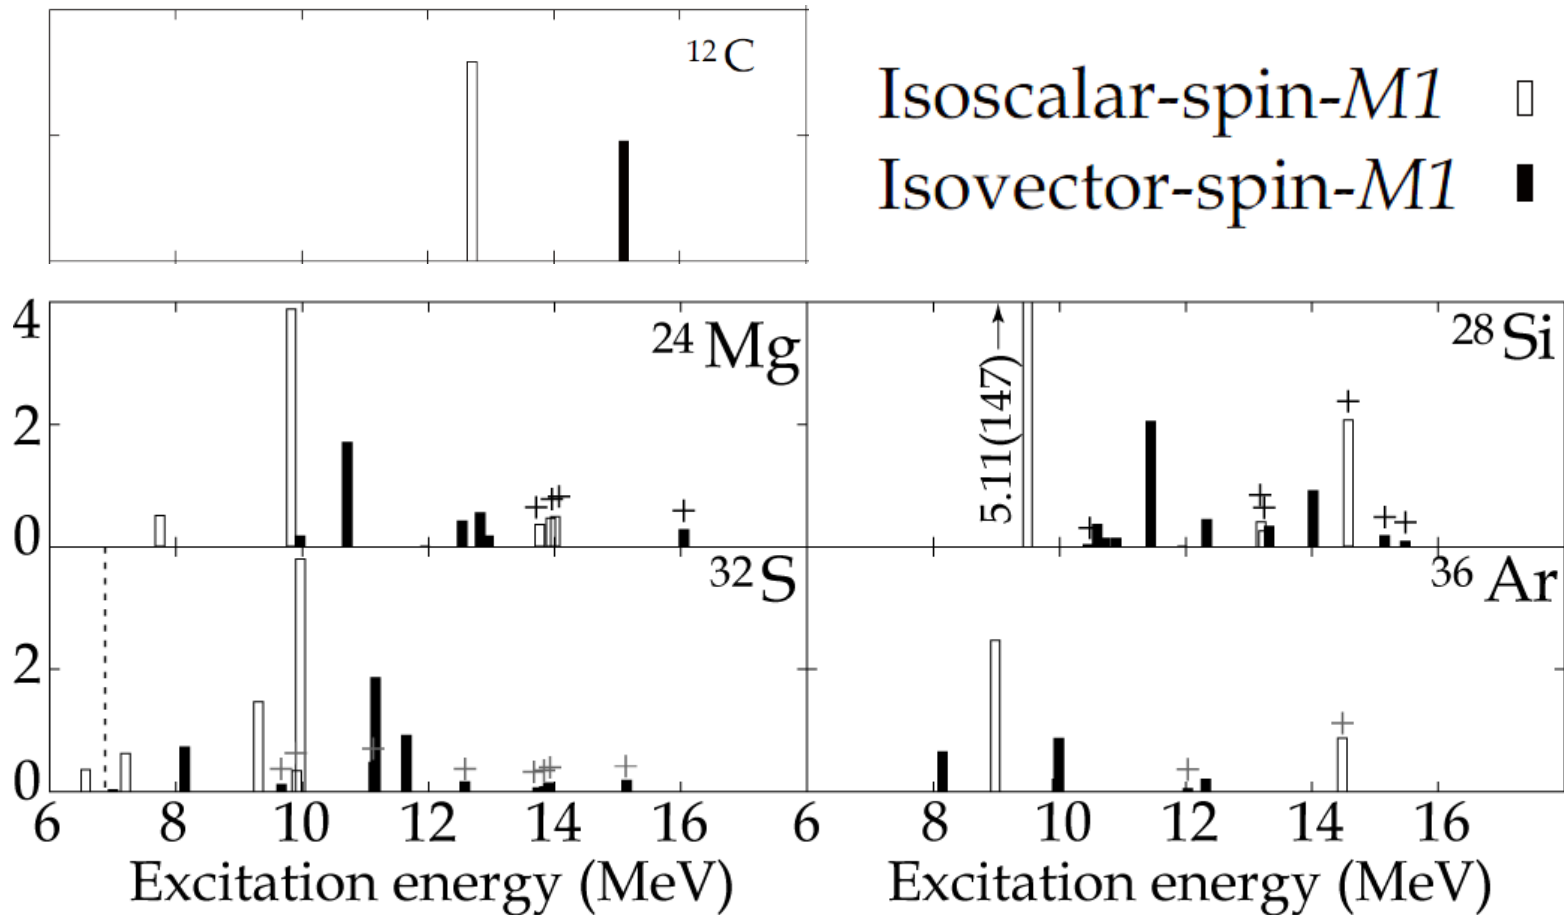 ¹²C
Isoscalar-spin-M1
Isovector-spin-M1
4
2
0
²⁴Mg
5.11(147)
²⁸Si
2
0
³²S
³⁶Ar
6 8 10 12 14 16 6 8 10 12 14 16
Excitation energy (MeV) Excitation energy (MeV)